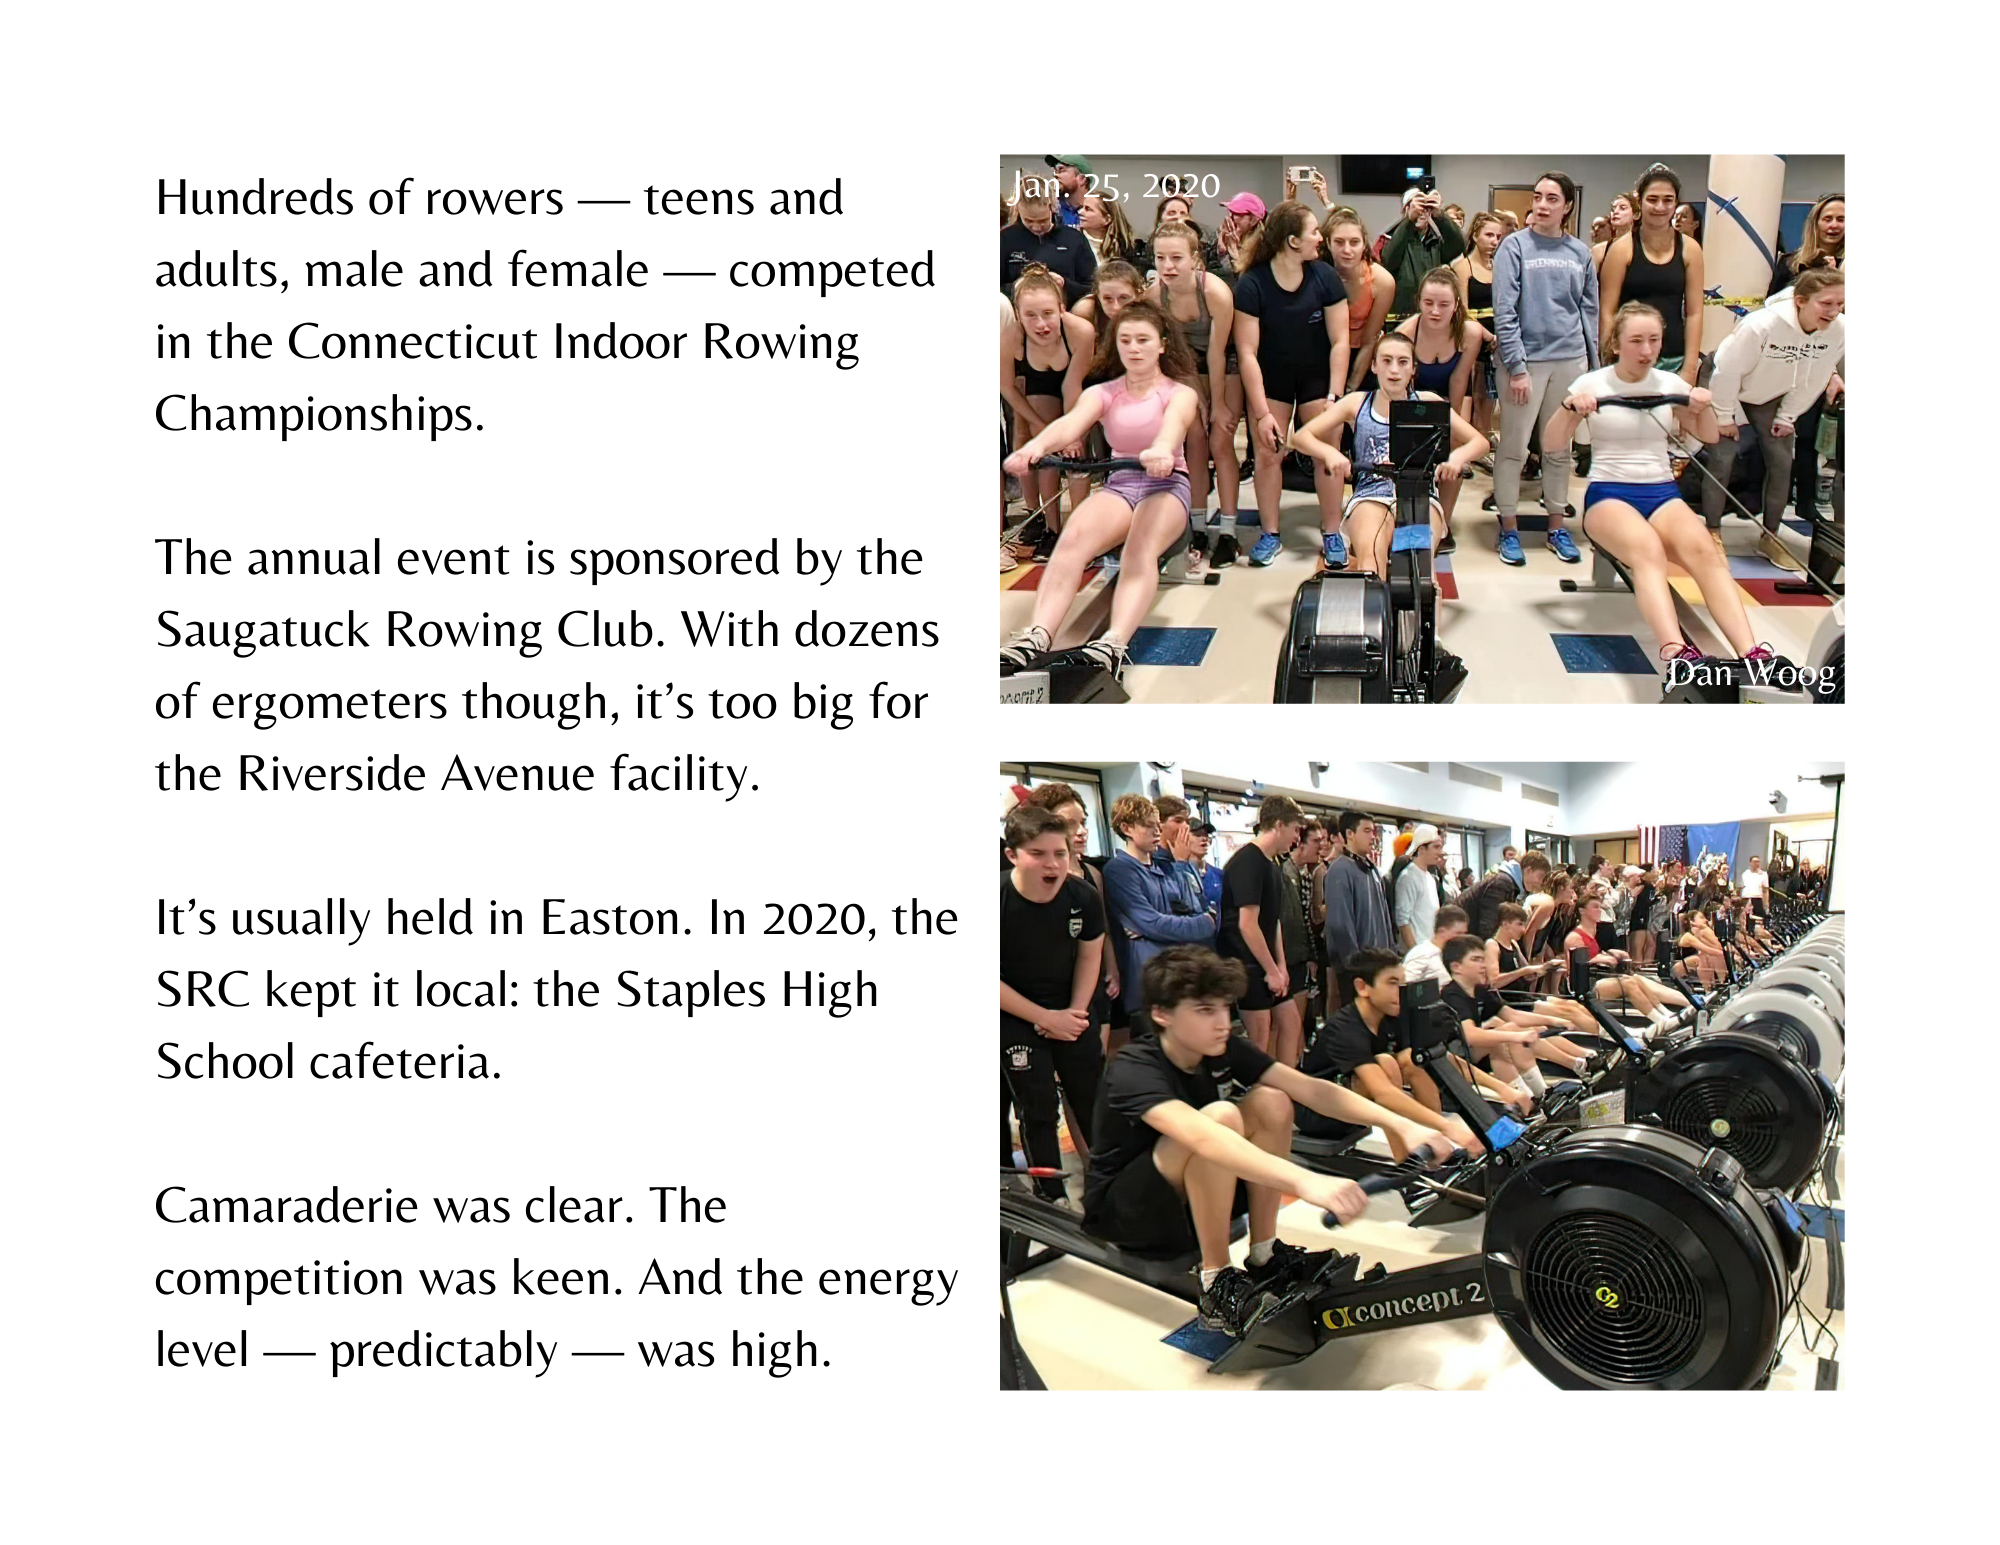 Hundreds of rowers — teens and
adults, male and female — competed
in the Connecticut Indoor Rowing
Championships.
The annual event is sponsored by the
Saugatuck Rowing Club. With dozens
of ergometers though, it’s too big for
the Riverside Avenue facility.
It’s usually held in Easton. In 2020, the
SRC kept it local: the Staples High
School cafeteria.
Camaraderie was clear. The
competition was keen. And the energy
level — predictably — was high.
Jan. 25, 2020
Dan Woog
concept 2
C2